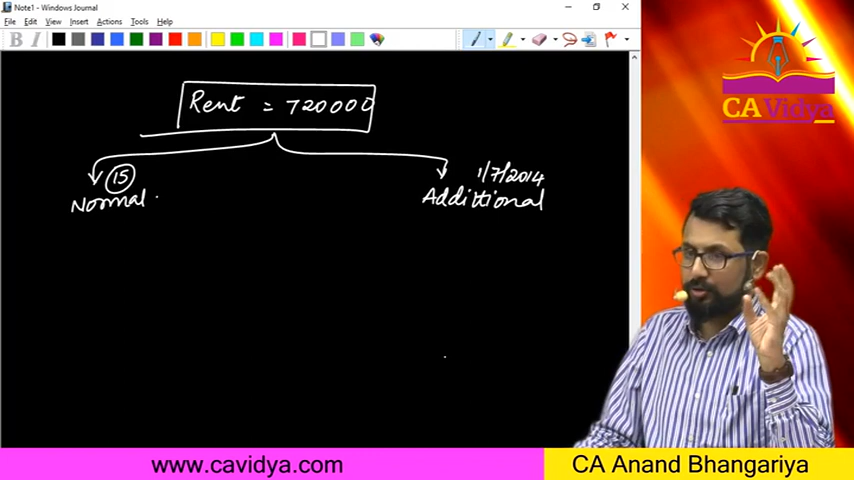 Note1 - Windows Journal
File Edit View Insert Actions Tools Help
B I
Rent = 720000
15
Normal
1/7/2014
Additional
CA Vidya
www.cavidya.com
CA Anand Bhangariya